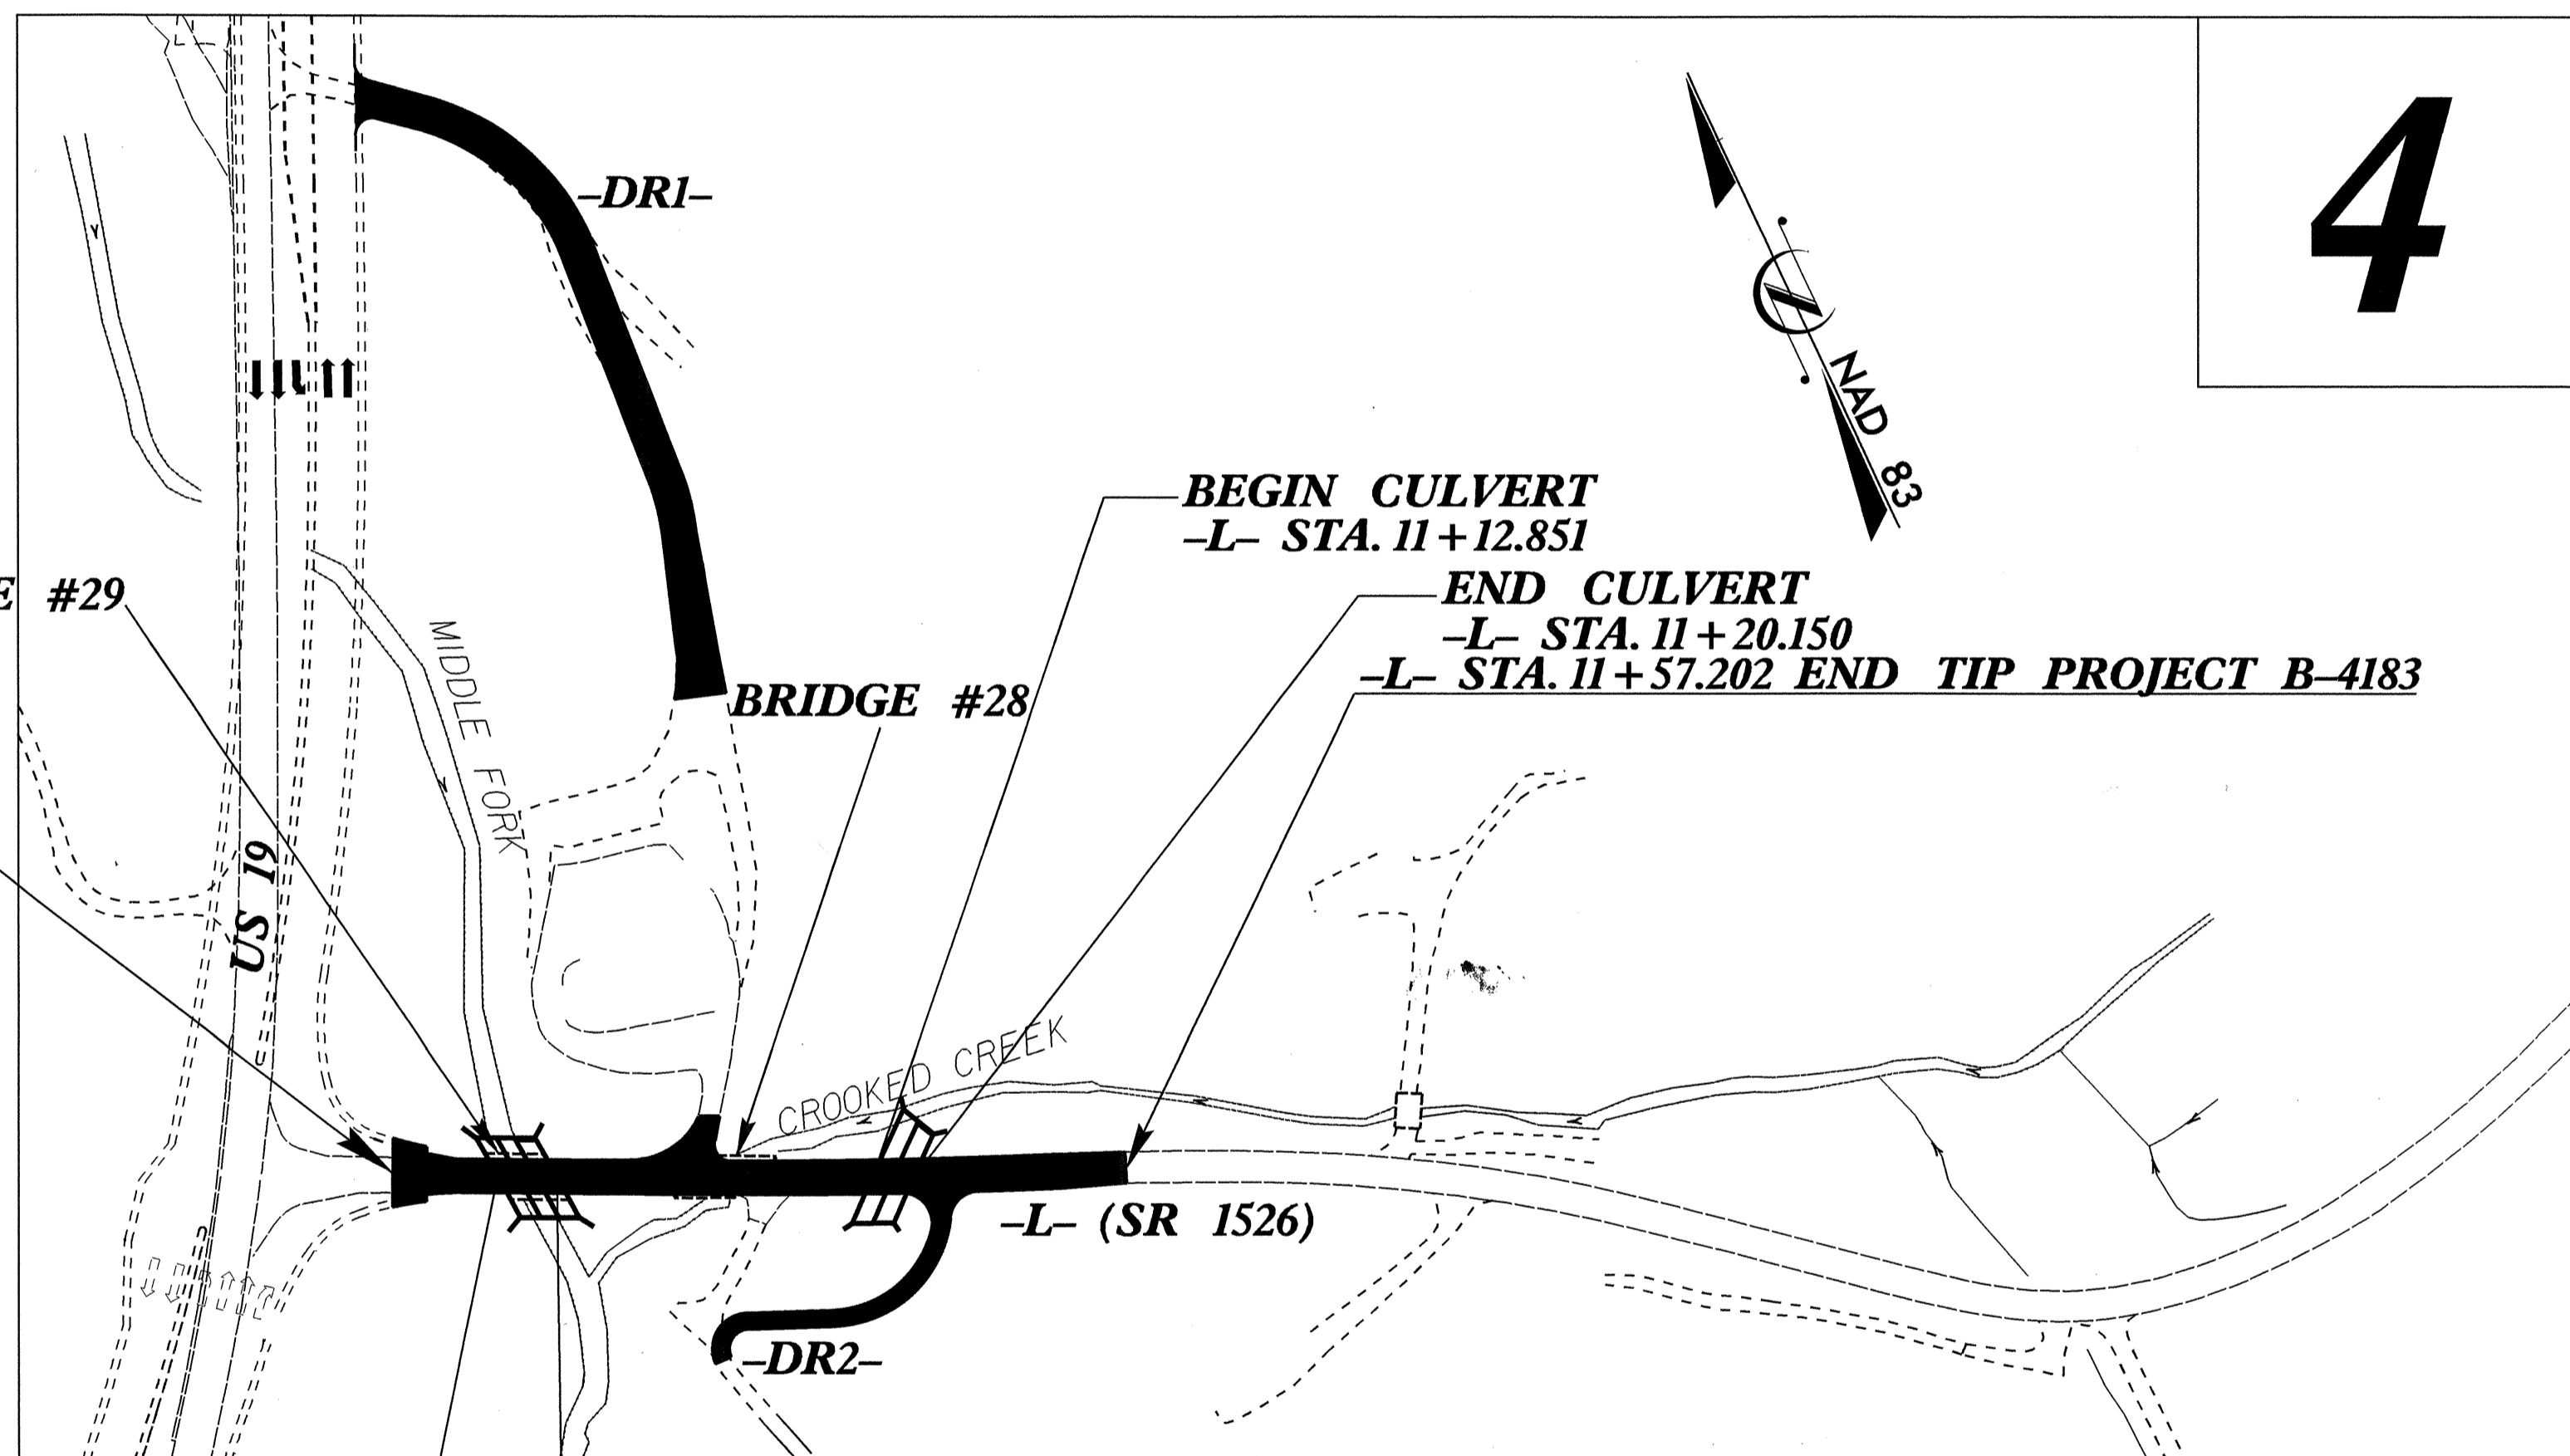 4
–DR1–
NAD 83
BEGIN CULVERT
–L– STA. 11+12.851
END CULVERT
–L– STA. 11+20.150
–L– STA. 11+57.202 END TIP PROJECT B–4183
E #29
MIDDLE FORK
BRIDGE #28
US 19
CROOKED CREEK
–L– (SR 1526)
–DR2–